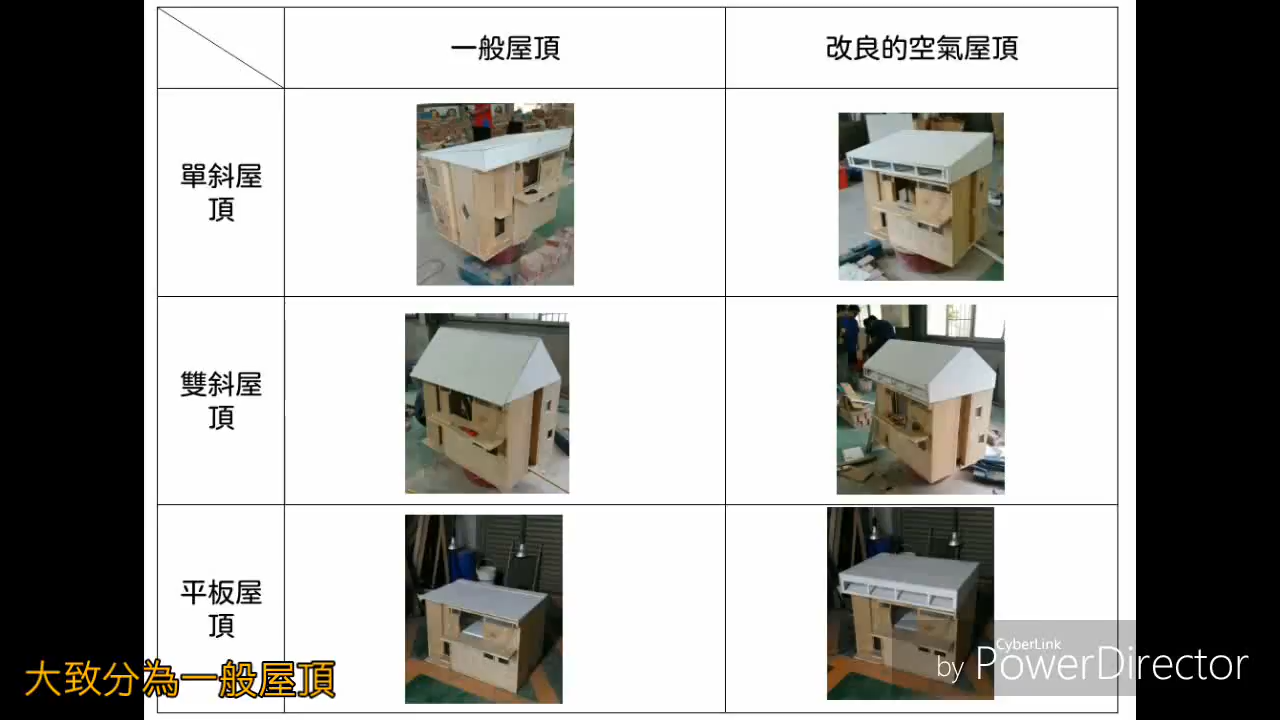 一般屋頂
改良的空氣屋頂
單斜屋
頂
雙斜屋
頂
平板屋
頂
大致分為一般屋頂
CyberLink
by PowerDirector